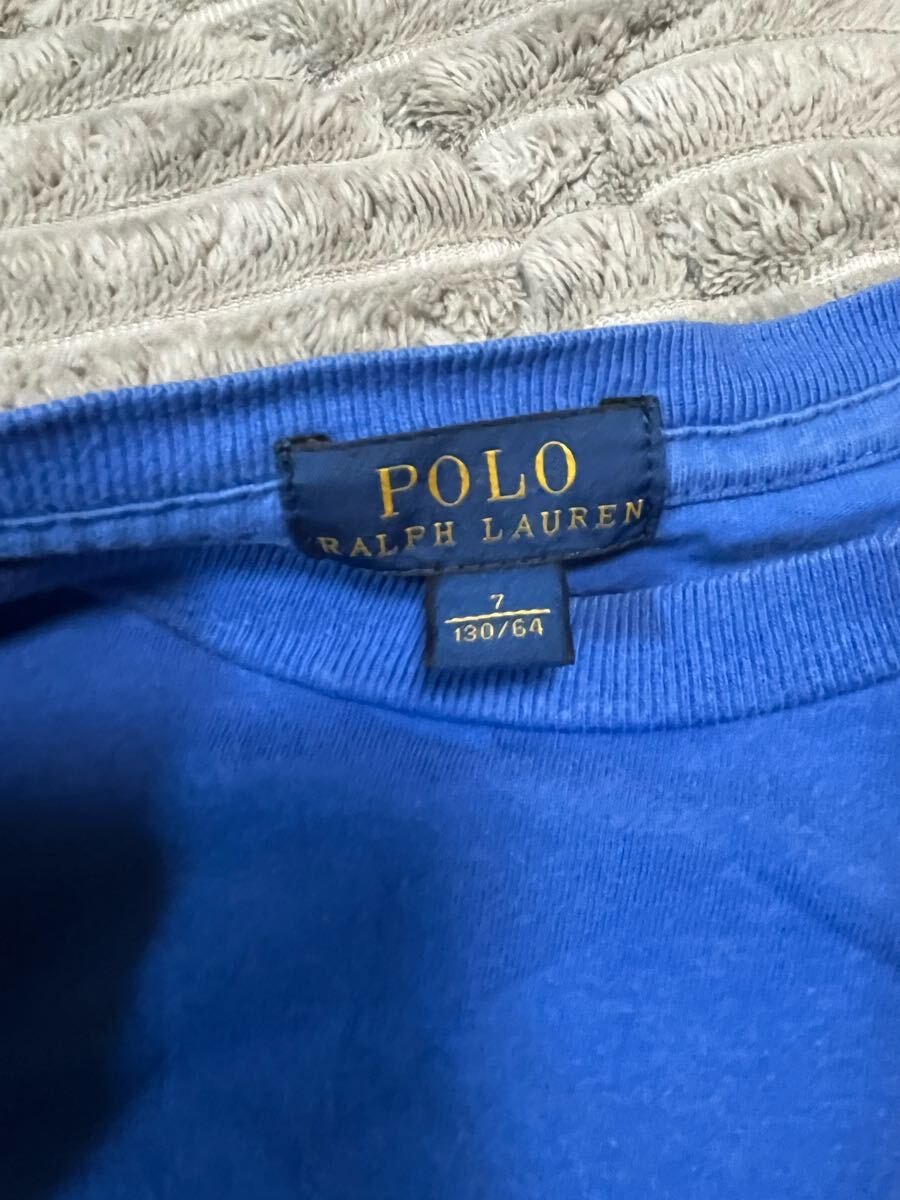 POLO
RALPH LAUREN
7
130/64